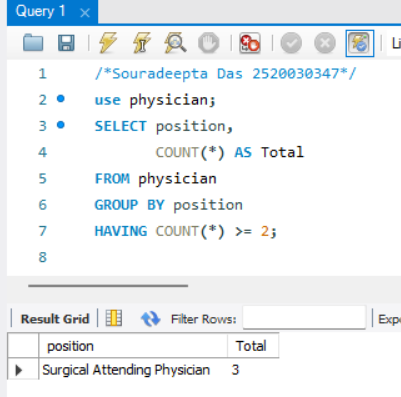 Query 1
Li
1 /*Souradeepta Das 2520030347*/
2 use physician;
3 SELECT position,
4 COUNT(*) AS Total
5 FROM physician
6 GROUP BY position
7 HAVING COUNT(*) >= 2;
8
Result Grid Filter Rows: Expo
position Total
Surgical Attending Physician 3